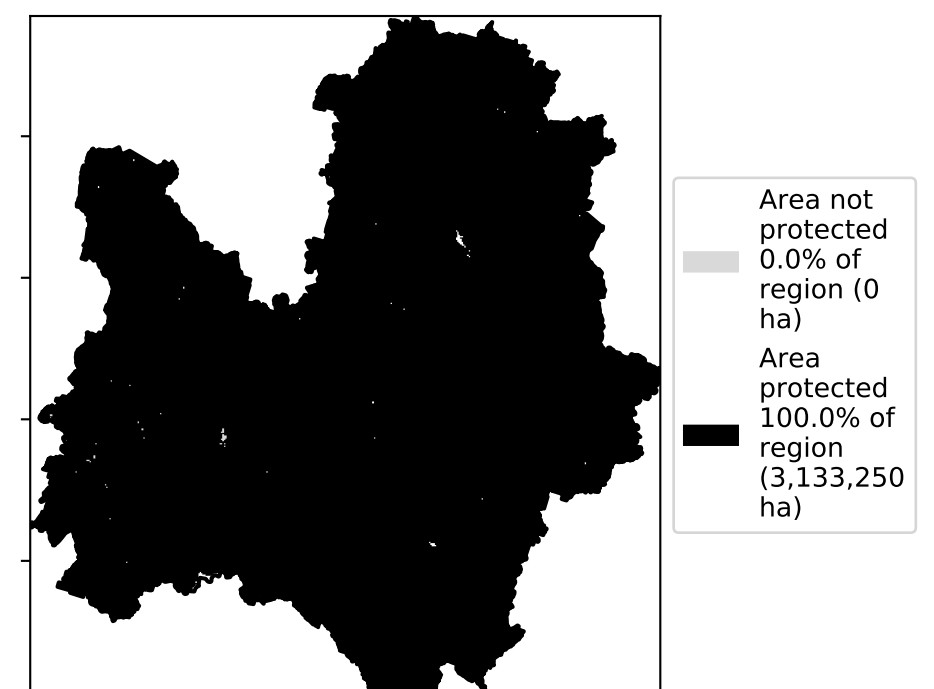 Area not
protected
0.0% of
region (0
ha)
Area
protected
100.0% of
region
(3,133,250
ha)